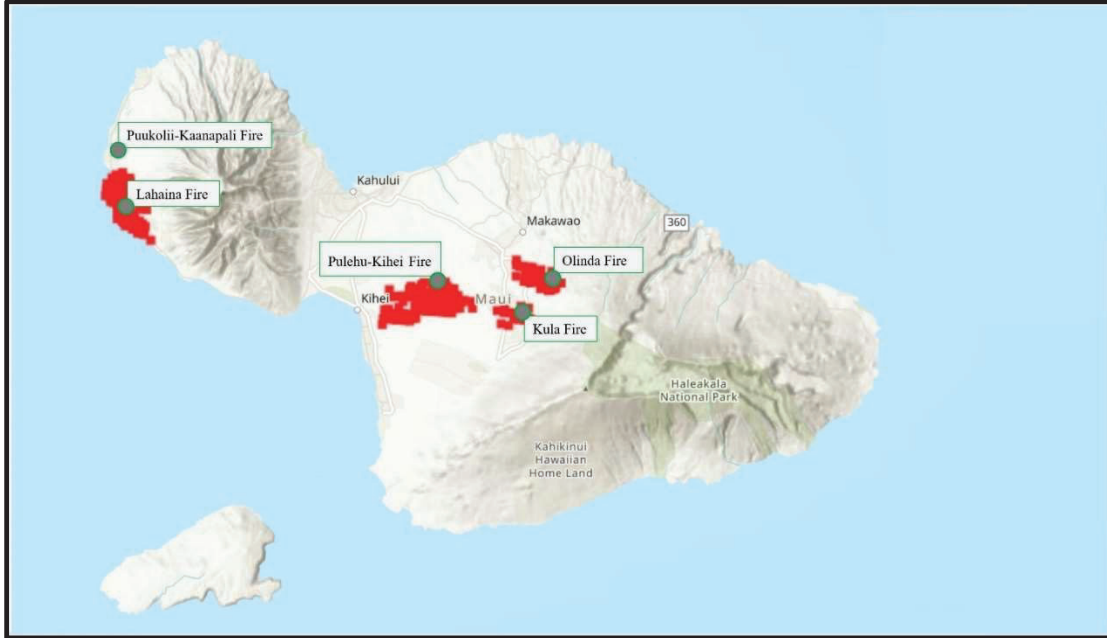 Puukolii-Kaanapali Fire
Lahaina Fire
Kahului
Makawao
360
Pulehu-Kihei Fire
Olinda Fire
Kihei
Maui
Kula Fire
Haleakala
National Park
Kahikinui
Hawaiian
Home Land